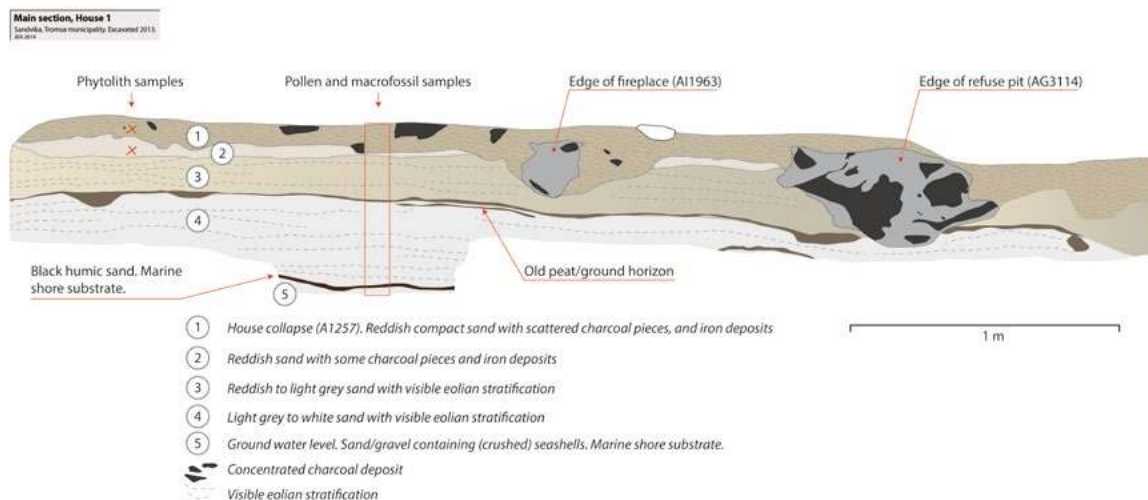 Main section, House 1
Sandvika, Tromsø municipality. Excavated 2013.
JEA 2014
Phytolith samples
Pollen and macrofossil samples
Edge of fireplace (AI1963)
Edge of refuse pit (AG3114)
1
2
3
4
Black humic sand. Marine
shore substrate.
5
Old peat/ground horizon
1 House collapse (A1257). Reddish compact sand with scattered charcoal pieces, and iron deposits
1 m
2 Reddish sand with some charcoal pieces and iron deposits
3 Reddish to light grey sand with visible eolian stratification
4 Light grey to white sand with visible eolian stratification
5 Ground water level. Sand/gravel containing (crushed) seashells. Marine shore substrate.
Concentrated charcoal deposit
Visible eolian stratification